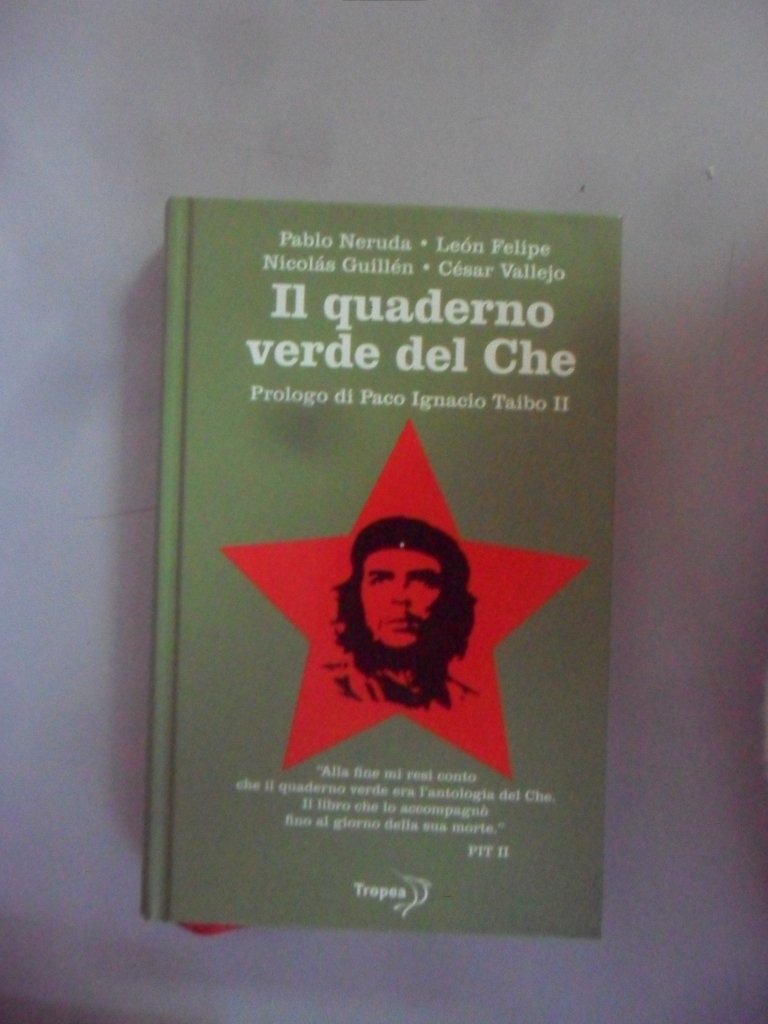 Pablo Neruda • León Felipe
Nicolás Guillén • César Vallejo
Il quaderno
verde del Che
Prologo di Paco Ignacio Taibo II
"Alla fine mi resi conto
che il quaderno verde era l'antologia del Che.
Il libro che lo accompagnò
fino al giorno della sua morte."
PIT II
Tropea